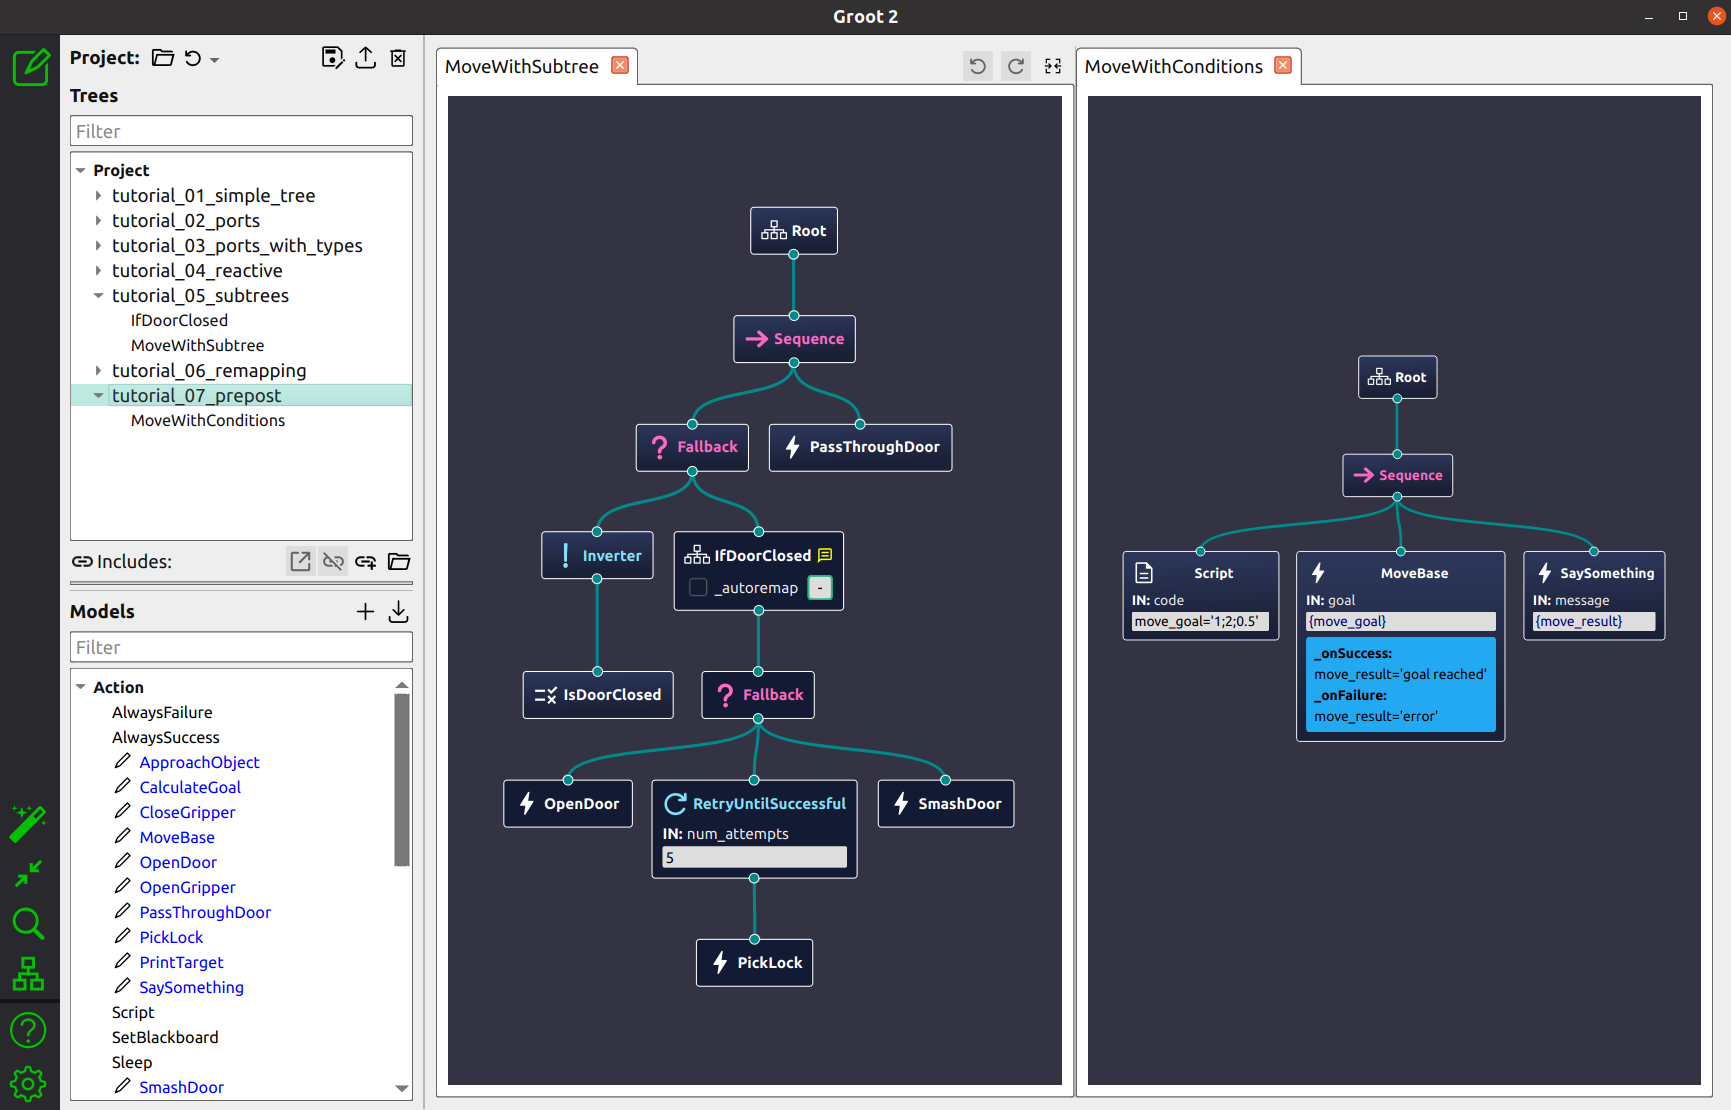 Groot 2
Project:
Trees
Filter
Project
tutorial_01_simple_tree
tutorial_02_ports
tutorial_03_ports_with_types
tutorial_04_reactive
tutorial_05_subtrees
IfDoorClosed
MoveWithSubtree
tutorial_06_remapping
tutorial_07_prepost
MoveWithConditions
Includes:
Models
Filter
Action
AlwaysFailure
AlwaysSuccess
ApproachObject
CalculateGoal
CloseGripper
MoveBase
OpenDoor
OpenGripper
PassThroughDoor
PickLock
PrintTarget
SaySomething
Script
SetBlackboard
Sleep
SmashDoor
MoveWithSubtree
Root
Sequence
Fallback
PassThroughDoor
Inverter
IfDoorClosed
_autoremap -
IsDoorClosed
Fallback
OpenDoor
RetryUntilSuccessful
IN: num_attempts
5
SmashDoor
PickLock
MoveWithConditions
Root
Sequence
Script
IN: code
move_goal='1;2;0.5'
MoveBase
IN: goal
{move_goal}
_onSuccess:
move_result='goal reached'
_onFailure:
move_result='error'
SaySomething
IN: message
{move_result}